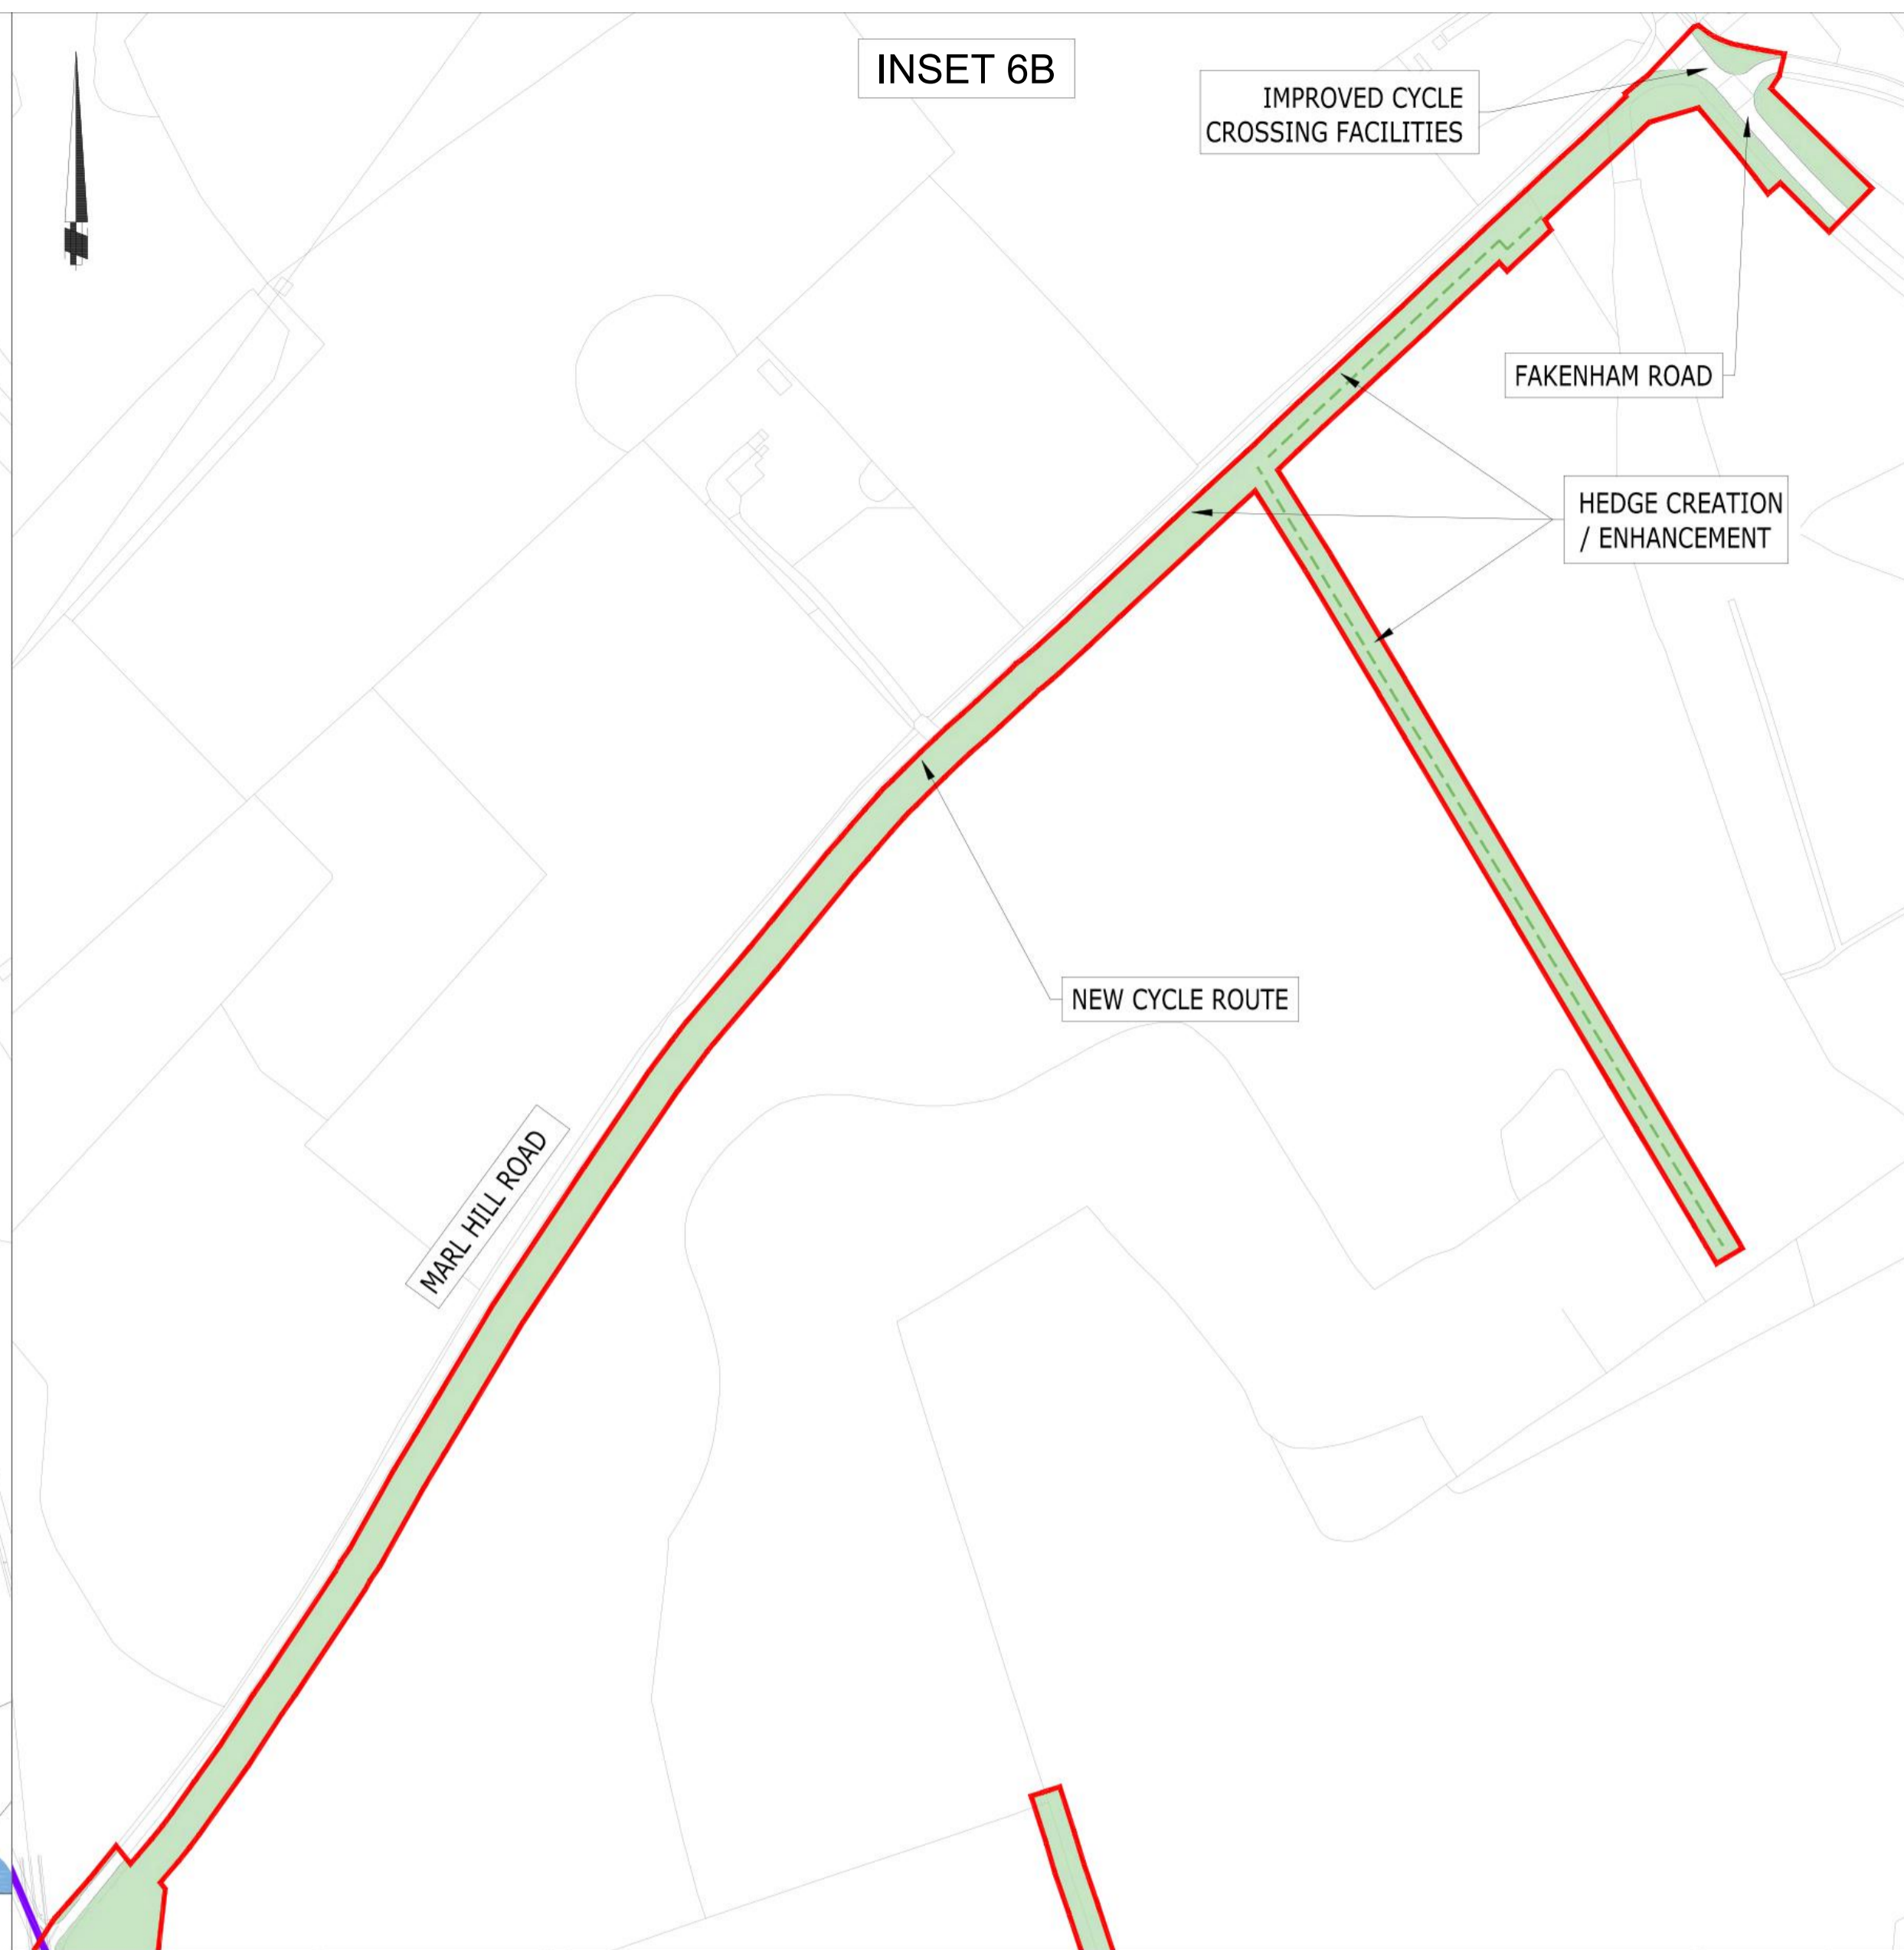 INSET 6B
IMPROVED CYCLE
CROSSING FACILITIES
FAKENHAM ROAD
HEDGE CREATION
/ ENHANCEMENT
NEW CYCLE ROUTE
MARL HILL ROAD